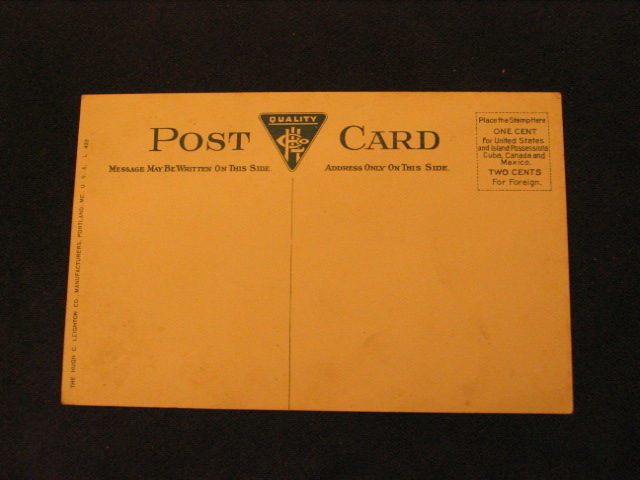 QUALITY
POST CARD
MESSAGE MAY BE WRITTEN ON THIS SIDE.
ADDRESS ONLY ON THIS SIDE.
Place the Stamp Here
ONE CENT
For United States
and Island Possessions
Cuba, Canada and
Mexico.
TWO CENTS
For Foreign.
THE HUGH C. LEIGHTON CO., MANUFACTURERS, PORTLAND, ME., U. S. A.